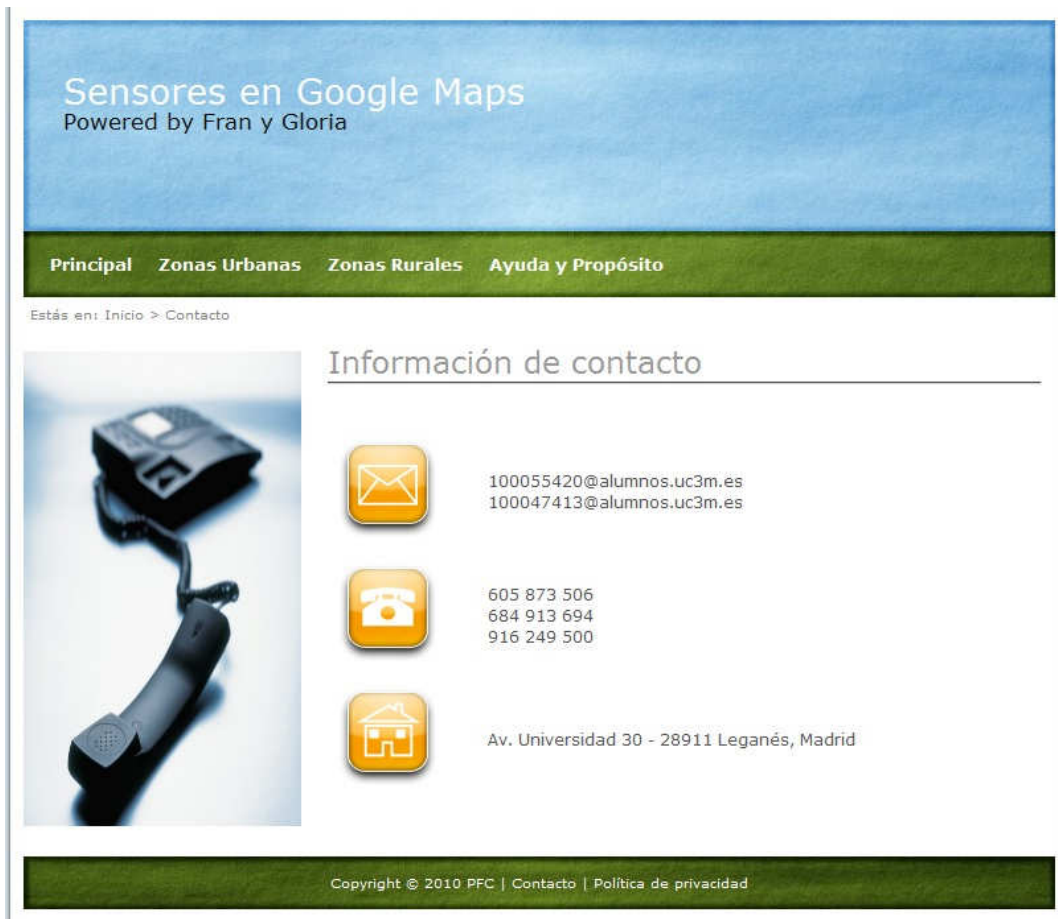 Sensores en Google Maps
Powered by Fran y Gloria
Principal Zonas Urbanas Zonas Rurales Ayuda y Propósito
Estás en: Inicio > Contacto
Información de contacto
100055420@alumnos.uc3m.es
100047413@alumnos.uc3m.es
605 873 506
684 913 694
916 249 500
Av. Universidad 30 - 28911 Leganés, Madrid
Copyright © 2010 PFC | Contacto | Política de privacidad